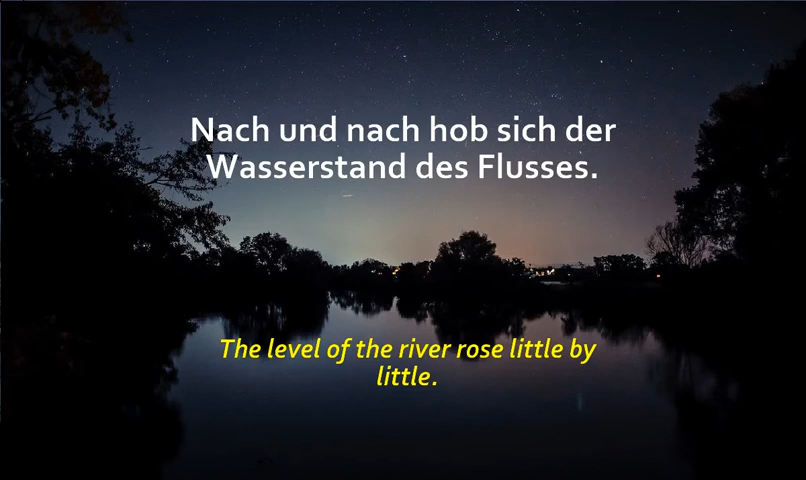 Nach und nach hob sich der
Wasserstand des Flusses.
The level of the river rose little by
little.